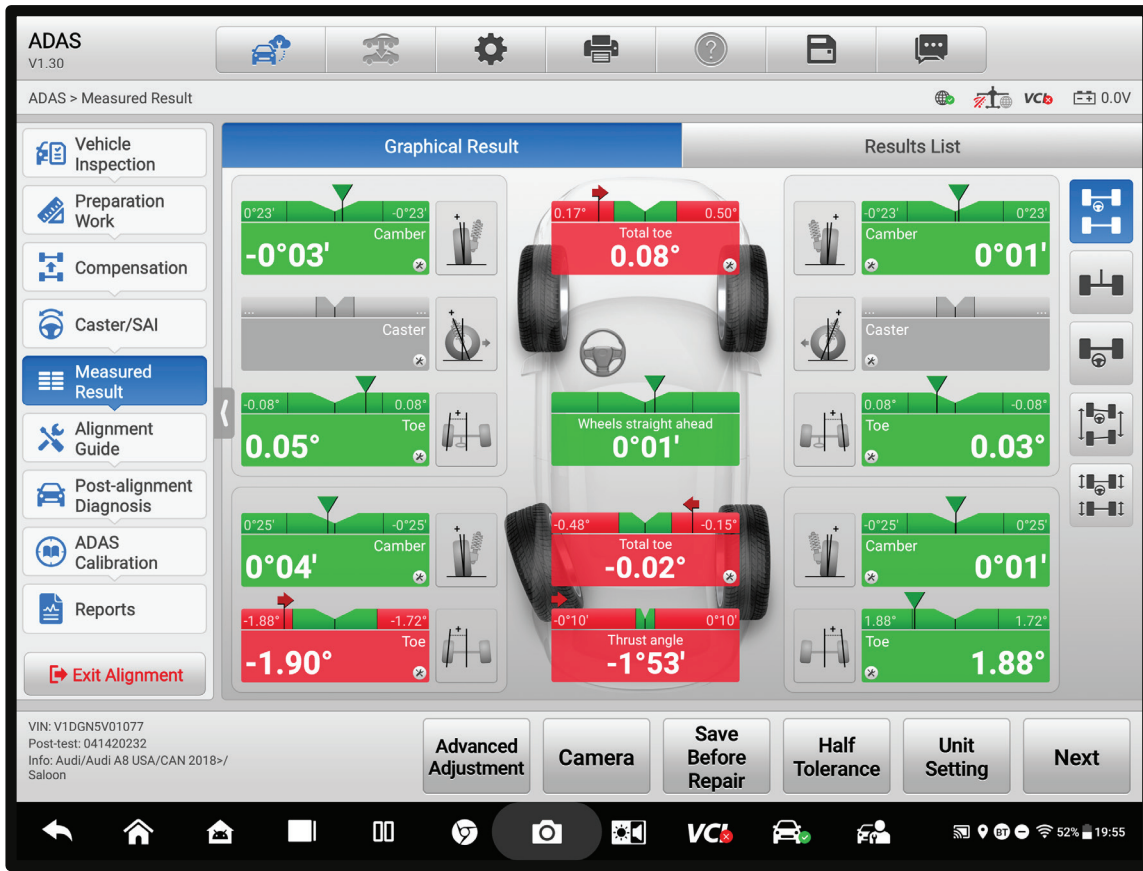 ADAS
V1.30
ADAS > Measured Result
VCI
0.0V
Vehicle
Inspection
Preparation
Work
Compensation
Caster/SAI
Measured
Result
Alignment
Guide
Post-alignment
Diagnosis
ADAS
Calibration
Reports
Exit Alignment
Graphical Result
Results List
0°23'
-0°23'
Camber
-0°03'
...
...
Caster
-0.08°
0.08°
Toe
0.05°
0.17°
0.50°
Total toe
0.08°
Wheels straight ahead
0°01'
-0°23'
0°23'
Camber
0°01'
...
...
Caster
0.08°
-0.08°
Toe
0.03°
0°25'
-0°25'
Camber
0°04'
-1.88°
-1.72°
Toe
-1.90°
-0.48°
-0.15°
Total toe
-0.02°
-0°10'
0°10'
Thrust angle
-1°53'
-0°25'
0°25'
Camber
0°01'
1.88°
1.72°
Toe
1.88°
VIN: V1DGN5V01077
Post-test: 041420232
Info: Audi/Audi A8 USA/CAN 2018>/
Saloon
Advanced
Adjustment
Camera
Save
Before
Repair
Half
Tolerance
Unit
Setting
Next
VCI
BT
52%
19:55